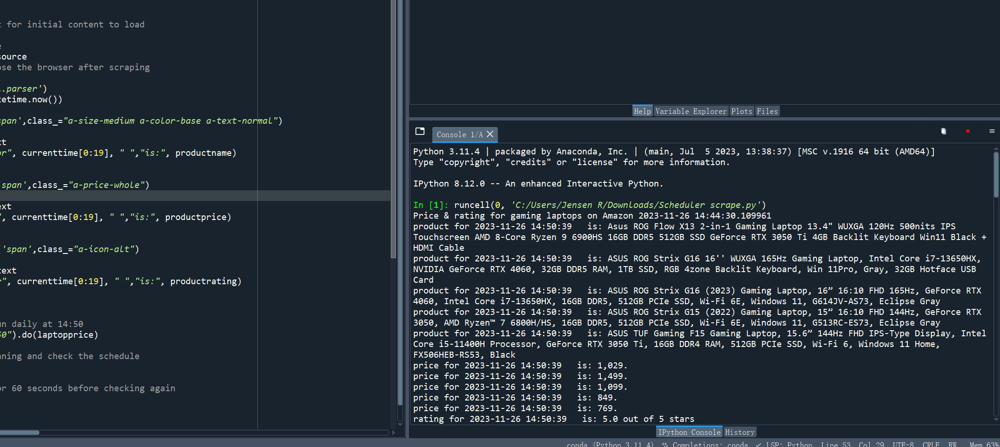 t for initial content to load
e
source
ose the browser after scraping
..parser')
tetime.now())
span',class_="a-size-medium a-color-base a-text-normal")
xt
or", currenttime[0:19], " ","is:", productname)
'span',class_="a-price-whole")
ext
", currenttime[0:19], " ","is:", productprice)
'span',class_="a-icon-alt")
text
r", currenttime[0:19], " ","is:", productrating)
un daily at 14:50
50").do(laptopprice)
nning and check the schedule
or 60 seconds before checking again
Help Variable Explorer Plots Files
Console 1/A
Python 3.11.4 | packaged by Anaconda, Inc. | (main, Jul  5 2023, 13:38:37) [MSC v.1916 64 bit (AMD64)]
Type "copyright", "credits" or "license" for more information.
IPython 8.12.0 -- An enhanced Interactive Python.
In [1]: runcell(0, 'C:/Users/Jensen R/Downloads/Scheduler scrape.py')
Price & rating for gaming laptops on Amazon 2023-11-26 14:44:30.109961
product for 2023-11-26 14:50:39   is: Asus ROG Flow X13 2-in-1 Gaming Laptop 13.4" WUXGA 120Hz 500nits IPS
Touchscreen AMD 8-Core Ryzen 9 6900HS 16GB DDR5 512GB SSD GeForce RTX 3050 Ti 4GB Backlit Keyboard Win11 Black +
HDMI Cable
product for 2023-11-26 14:50:39   is: ASUS ROG Strix G16 16'' WUXGA 165Hz Gaming Laptop, Intel Core i7-13650HX,
NVIDIA GeForce RTX 4060, 32GB DDR5 RAM, 1TB SSD, RGB 4zone Backlit Keyboard, Win 11Pro, Gray, 32GB Hotface USB
Card
product for 2023-11-26 14:50:39   is: ASUS ROG Strix G16 (2023) Gaming Laptop, 16” 16:10 FHD 165Hz, GeForce RTX
4060, Intel Core i7-13650HX, 16GB DDR5, 512GB PCIe SSD, Wi-Fi 6E, Windows 11, G614JV-AS73, Eclipse Gray
product for 2023-11-26 14:50:39   is: ASUS ROG Strix G15 (2022) Gaming Laptop, 15” 16:10 FHD 144Hz, GeForce RTX
3050, AMD Ryzen™ 7 6800H/HS, 16GB DDR5, 512GB PCIe SSD, Wi-Fi 6E, Windows 11, G513RC-ES73, Eclipse Gray
product for 2023-11-26 14:50:39   is: ASUS TUF Gaming F15 Gaming Laptop, 15.6” 144Hz FHD IPS-Type Display, Intel
Core i5-11400H Processor, GeForce RTX 3050 Ti, 16GB DDR4 RAM, 512GB PCIe SSD, Wi-Fi 6, Windows 11 Home,
FX506HEB-RS53, Black
price for 2023-11-26 14:50:39   is: 1,029.
price for 2023-11-26 14:50:39   is: 1,499.
price for 2023-11-26 14:50:39   is: 1,099.
price for 2023-11-26 14:50:39   is: 849.
price for 2023-11-26 14:50:39   is: 769.
rating for 2023-11-26 14:50:39   is: 5.0 out of 5 stars
IPython Console History
conda (Python 3.11.4) Completions: conda LSP: Python Line 53, Col 29 UTF-8 CRLF RW Mem 63%